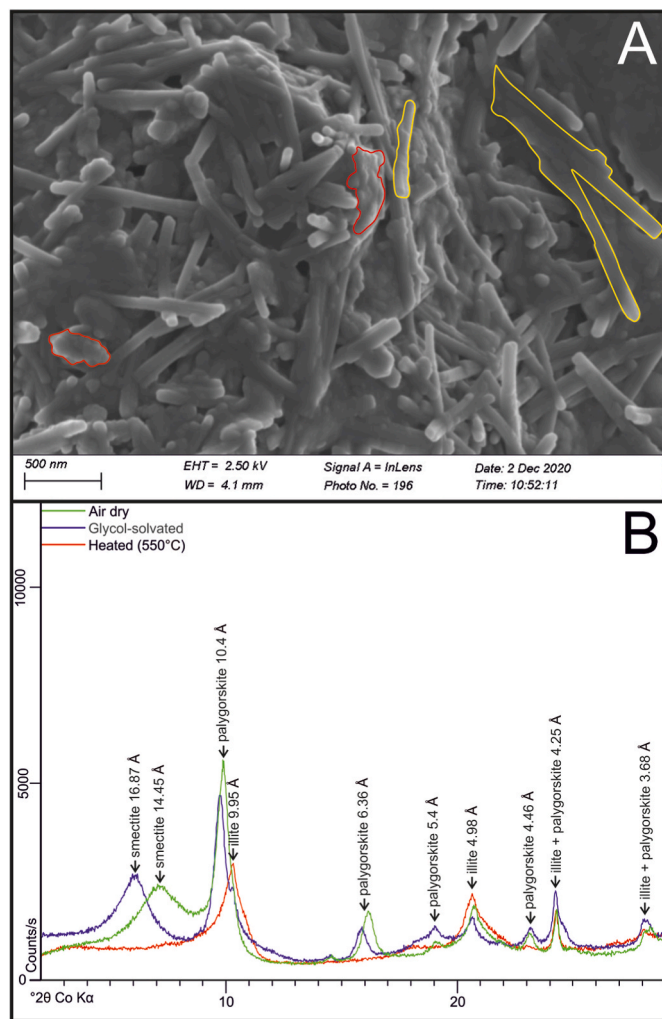 A
500 nm
EHT = 2.50 kV
Signal A = InLens
Date: 2 Dec 2020
WD = 4.1 mm
Photo No. = 196
Time: 10:52:11
B
Air dry
Glycol-solvated
Heated (550°C)
10000
5000
0
Counts/s
smectite 16.87 Å
smectite 14.45 Å
palygorskite 10.4 Å
illite 9.95 Å
palygorskite 6.36 Å
palygorskite 5.4 Å
illite 4.98 Å
palygorskite 4.46 Å
illite + palygorskite 4.25 Å
illite + palygorskite 3.68 Å
°2θ Co Kα
10
20